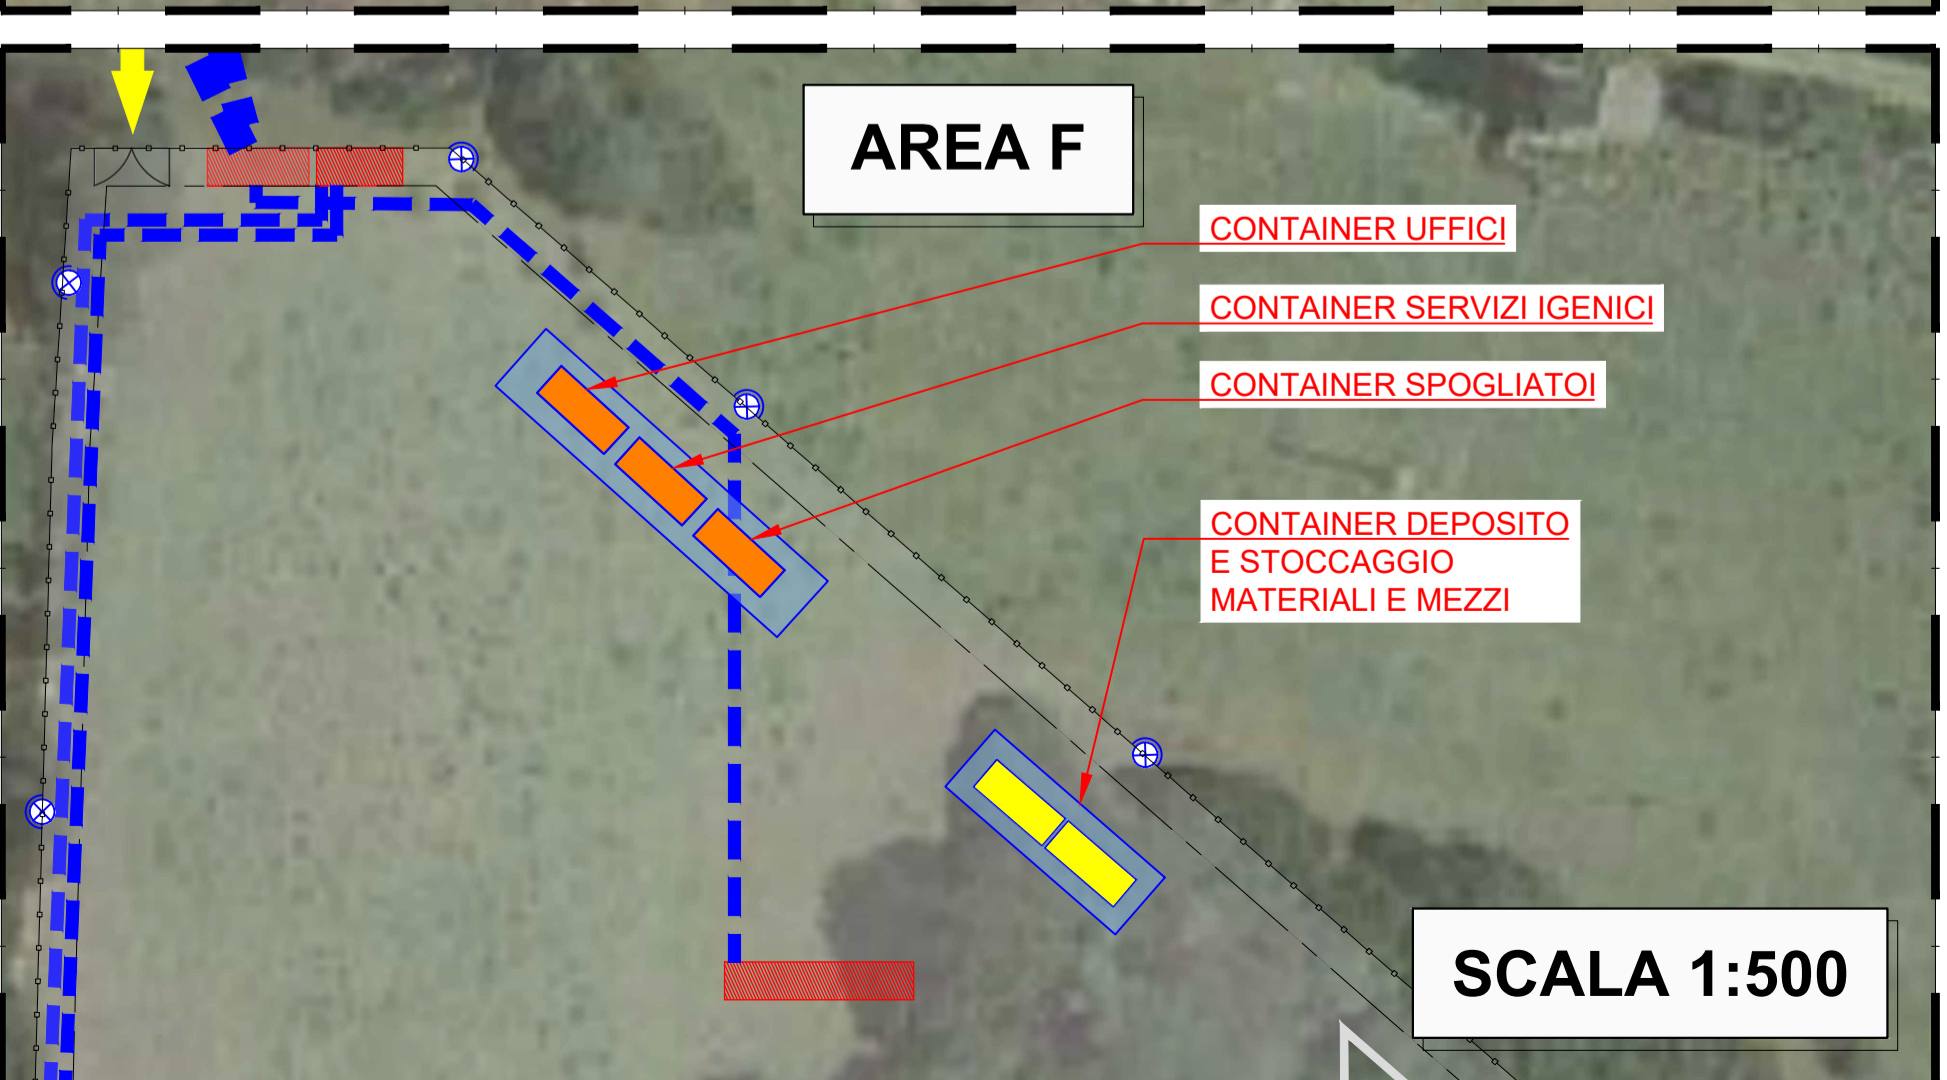 AREA F
CONTAINER UFFICI
CONTAINER SERVIZI IGENICI
CONTAINER SPOGLIATOI
CONTAINER DEPOSITO
E STOCCAGGIO
MATERIALI E MEZZI
SCALA 1:500